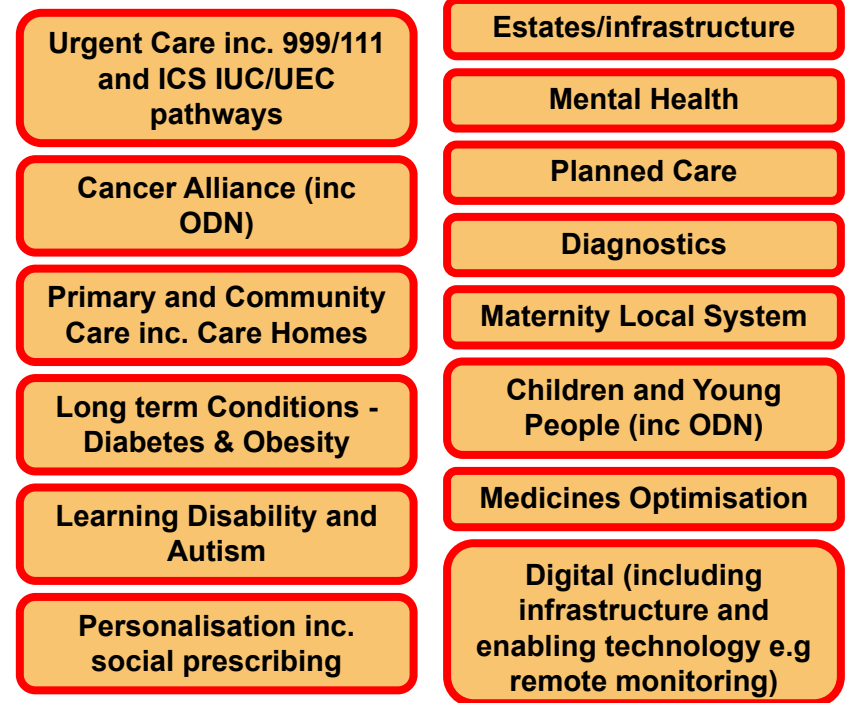 Urgent Care inc. 999/111
and ICS IUC/UEC
pathways
Cancer Alliance (inc
ODN)
Primary and Community
Care inc. Care Homes
Long term Conditions -
Diabetes & Obesity
Learning Disability and
Autism
Personalisation inc.
social prescribing
Estates/infrastructure
Mental Health
Planned Care
Diagnostics
Maternity Local System
Children and Young
People (inc ODN)
Medicines Optimisation
Digital (including
infrastructure and
enabling technology e.g
remote monitoring)